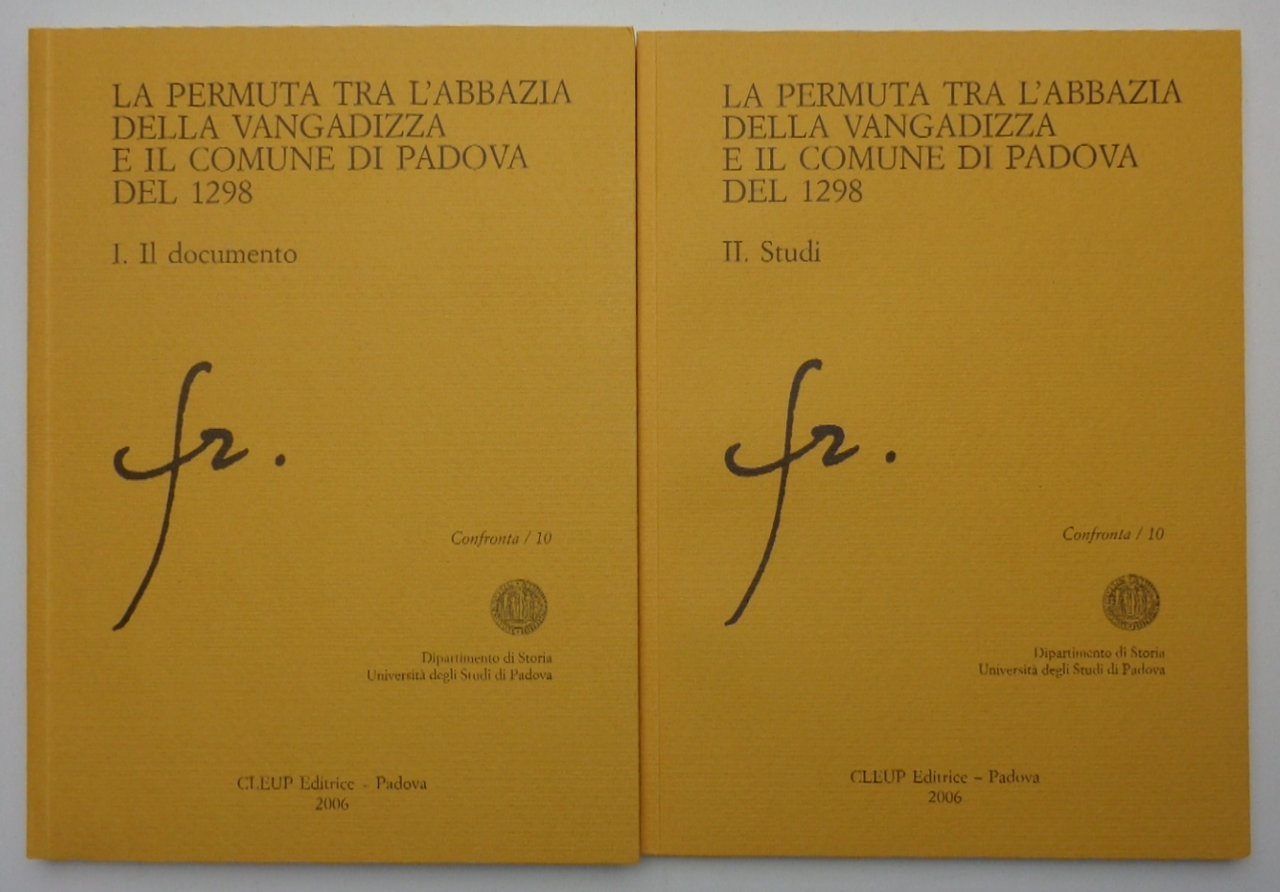 LA PERMUTA TRA L'ABBAZIA
DELLA VANGADIZZA
E IL COMUNE DI PADOVA
DEL 1298
I. Il documento
fr.
Confronta / 10
Dipartimento di Storia
Università degli Studi di Padova
CLEUP Editrice - Padova
2006
LA PERMUTA TRA L'ABBAZIA
DELLA VANGADIZZA
E IL COMUNE DI PADOVA
DEL 1298
II. Studi
fr.
Confronta / 10
Dipartimento di Storia
Università degli Studi di Padova
CLEUP Editrice – Padova
2006